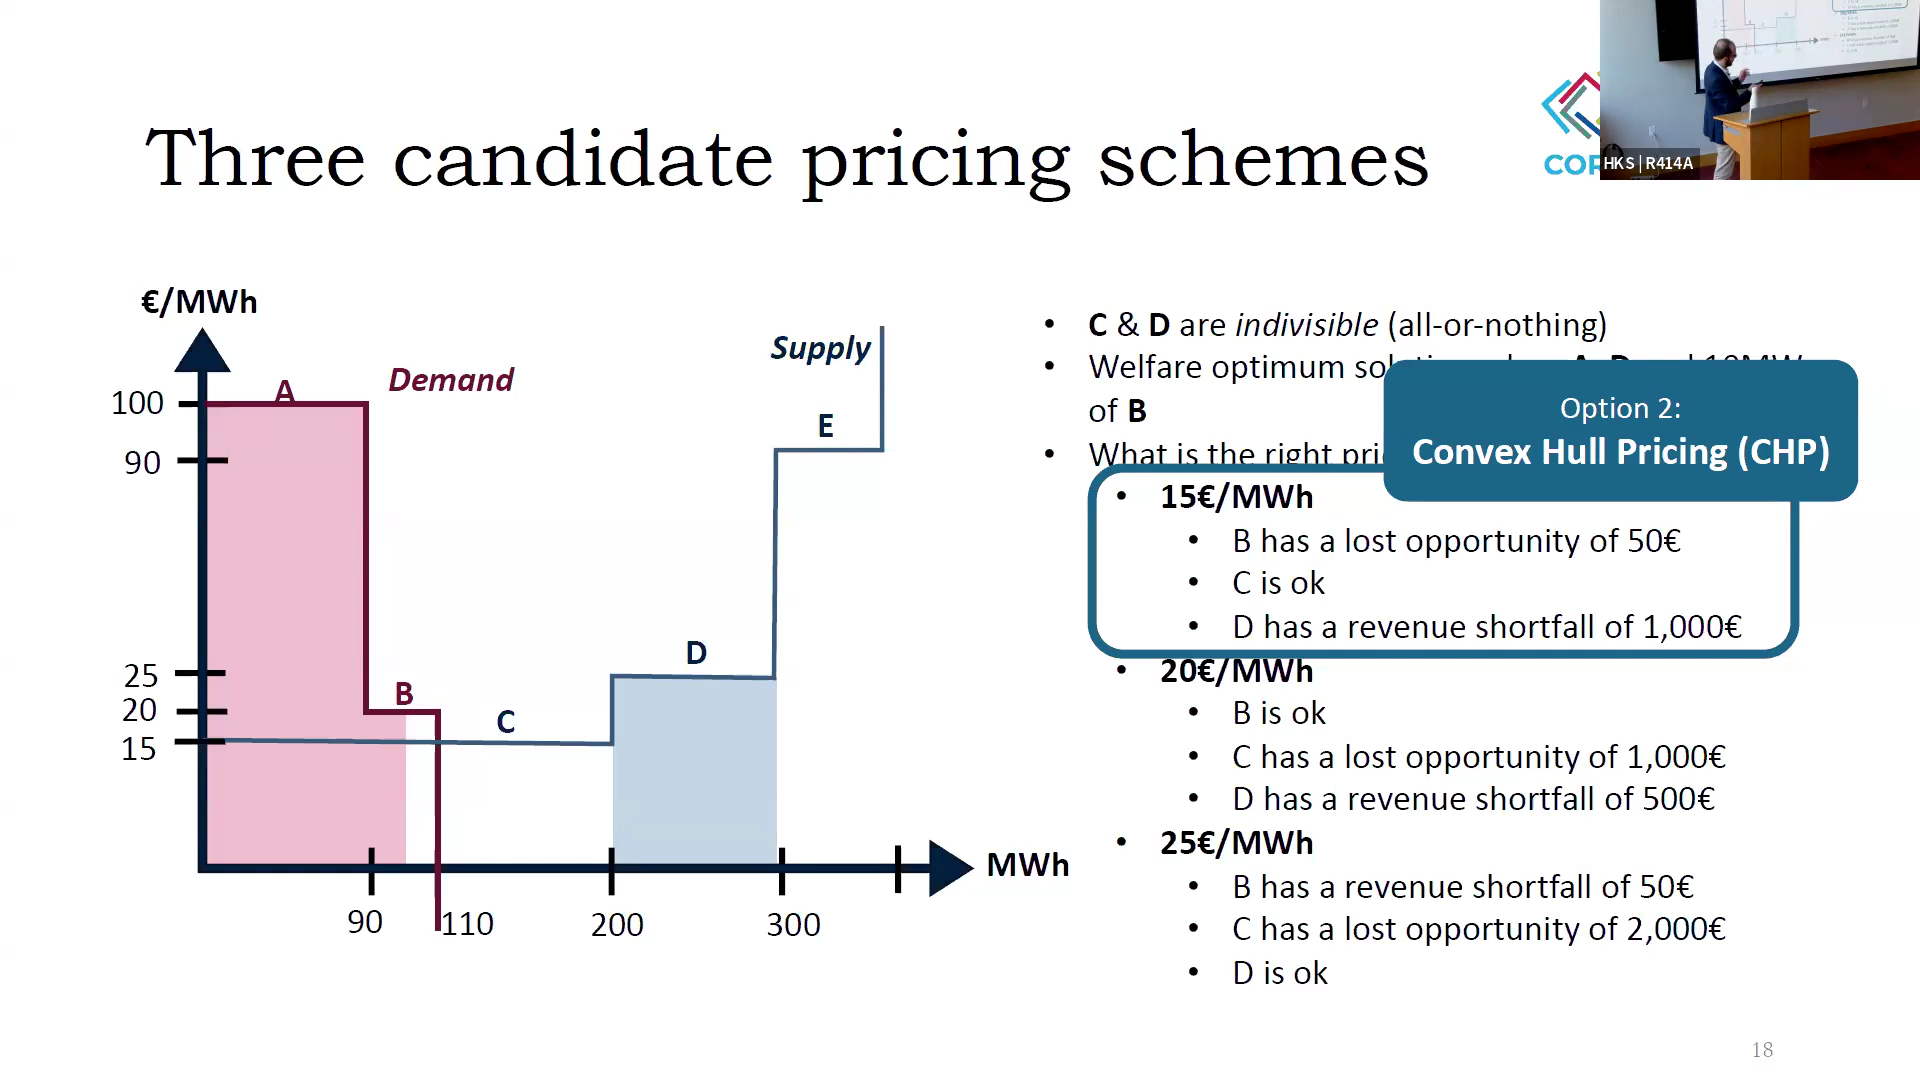 Three candidate pricing schemes
HKS | R414A
€/MWh
Demand
Supply
A
B
C
D
E
100
90
25
20
15
90
110
200
300
MWh
• C & D are indivisible (all-or-nothing)
• Welfare optimum
of B
• What is the right
Option 2:
Convex Hull Pricing (CHP)
• 15€/MWh
• B has a lost opportunity of 50€
• C is ok
• D has a revenue shortfall of 1,000€
• 20€/MWh
• B is ok
• C has a lost opportunity of 1,000€
• D has a revenue shortfall of 500€
• 25€/MWh
• B has a revenue shortfall of 50€
• C has a lost opportunity of 2,000€
• D is ok
18